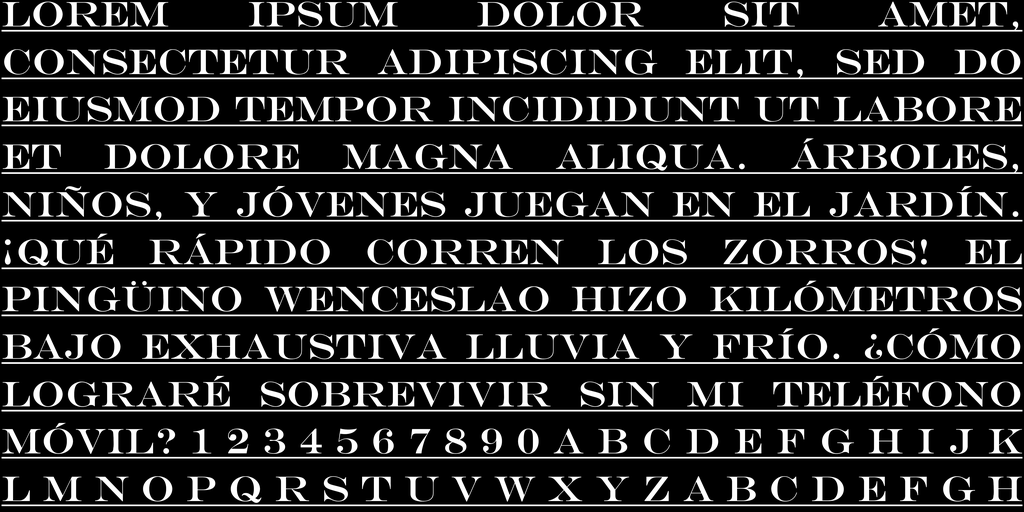 LOREM IPSUM DOLOR SIT AMET,
CONSECTETUR ADIPISCING ELIT, SED DO
EIUSMOD TEMPOR INCIDIDUNT UT LABORE
ET DOLORE MAGNA ALIQUA. ÁRBOLES,
NIÑOS, Y JÓVENES JUEGAN EN EL JARDÍN.
¡QUÉ RÁPIDO CORREN LOS ZORROS! EL
PINGÜINO WENCESLAO HIZO KILÓMETROS
BAJO EXHAUSTIVA LLUVIA Y FRÍO. ¿CÓMO
LOGRARÉ SOBREVIVIR SIN MI TELÉFONO
MÓVIL? 1 2 3 4 5 6 7 8 9 0 A B C D E F G H I J K
L M N O P Q R S T U V W X Y Z A B C D E F G H